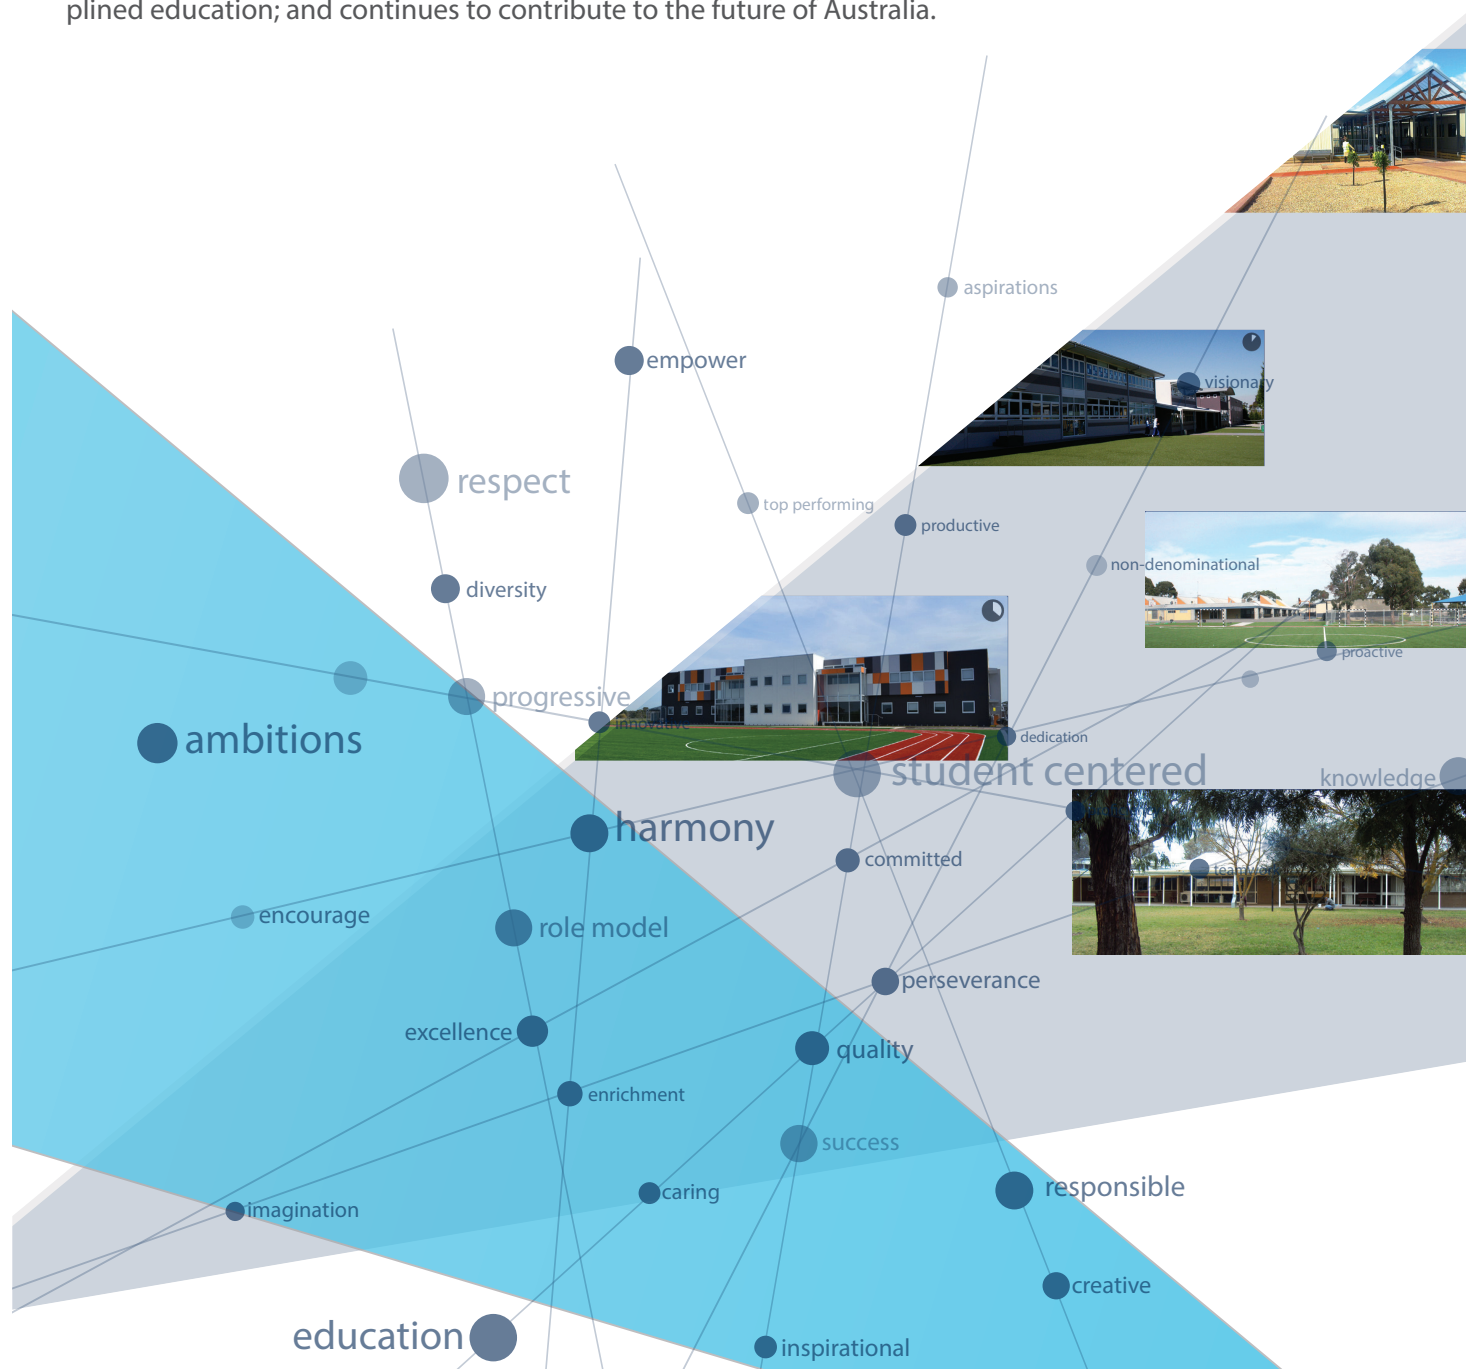 plined education; and continues to contribute to the future of Australia.
aspirations
empower
visionary
respect
top performing
productive
non-denominational
diversity
proactive
progressive
innovative
dedication
ambitions
student centered
knowledge
harmony
committed
encourage
role model
perseverance
excellence
quality
enrichment
success
responsible
caring
imagination
creative
education
inspirational